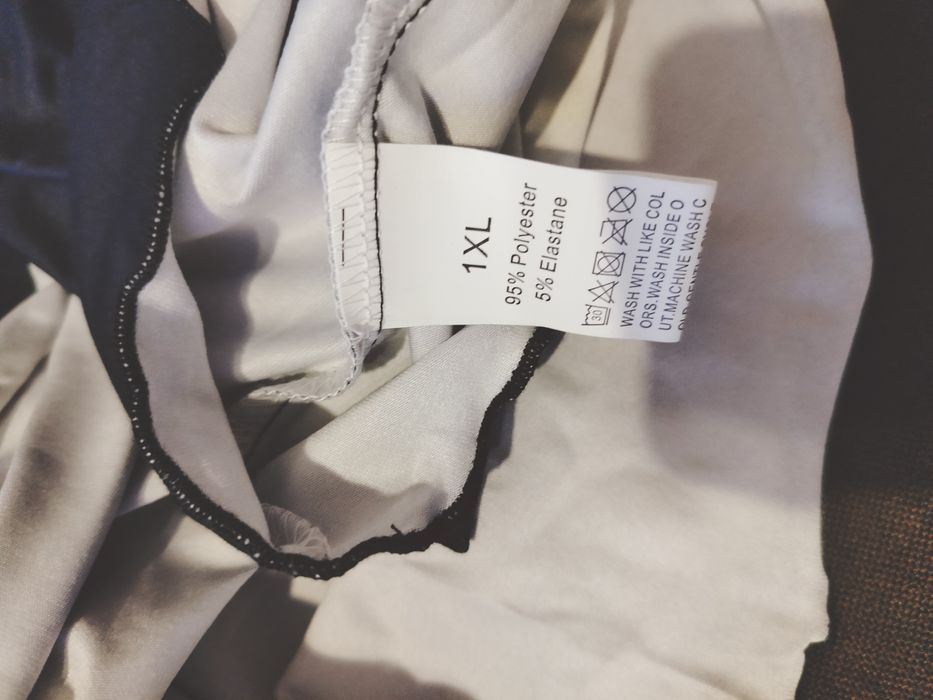 1XL
95% Polyester
5% Elastane
30
WASH WITH LIKE COL
ORS.WASH INSIDE O
UT.MACHINE WASH C